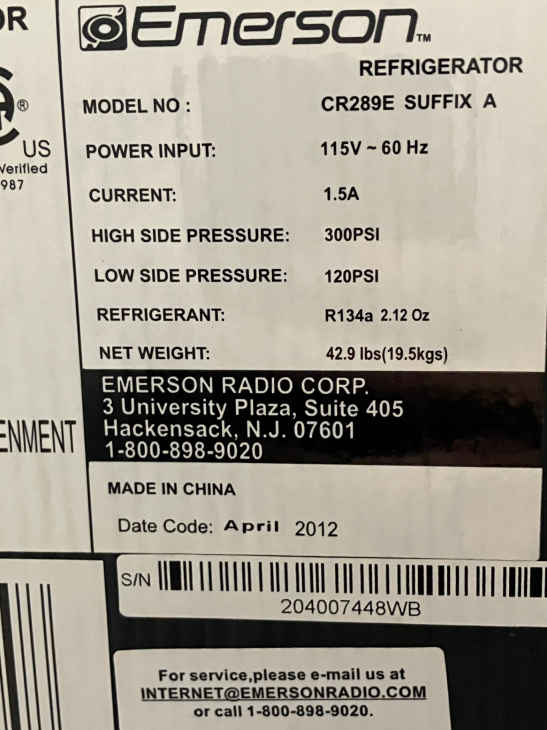 OR
Emerson™
REFRIGERATOR
MODEL NO : CR289E SUFFIX A
® US
Verified
987
POWER INPUT: 115V ~ 60 Hz
CURRENT: 1.5A
HIGH SIDE PRESSURE: 300PSI
LOW SIDE PRESSURE: 120PSI
REFRIGERANT: R134a 2.12 Oz
NET WEIGHT: 42.9 lbs(19.5kgs)
EMERSON RADIO CORP.
3 University Plaza, Suite 405
Hackensack, N.J. 07601
1-800-898-9020
ENMENT
MADE IN CHINA
Date Code: April 2012
S/N
204007448WB
For service,please e-mail us at
INTERNET@EMERSONRADIO.COM
or call 1-800-898-9020.